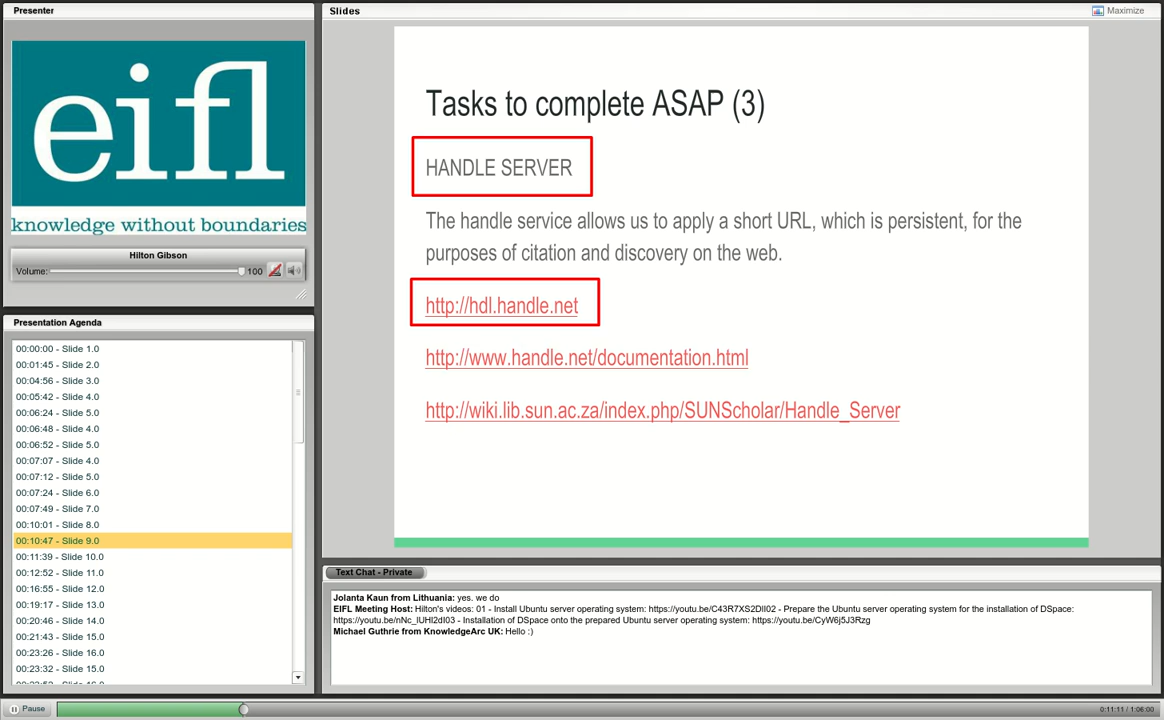 Presenter
eifl
knowledge without boundaries
Hilton Gibson
Volume: 100
Presentation Agenda
00:00:00 - Slide 1.0
00:01:45 - Slide 2.0
00:04:56 - Slide 3.0
00:05:42 - Slide 4.0
00:06:24 - Slide 5.0
00:06:48 - Slide 4.0
00:06:52 - Slide 5.0
00:07:07 - Slide 4.0
00:07:12 - Slide 5.0
00:07:24 - Slide 6.0
00:07:49 - Slide 7.0
00:10:01 - Slide 8.0
00:10:47 - Slide 9.0
00:11:39 - Slide 10.0
00:12:52 - Slide 11.0
00:16:55 - Slide 12.0
00:19:17 - Slide 13.0
00:20:46 - Slide 14.0
00:21:43 - Slide 15.0
00:23:26 - Slide 16.0
00:23:32 - Slide 15.0
Slides
Maximize
Tasks to complete ASAP (3)
HANDLE SERVER
The handle service allows us to apply a short URL, which is persistent, for the
purposes of citation and discovery on the web.
http://hdl.handle.net
http://www.handle.net/documentation.html
http://wiki.lib.sun.ac.za/index.php/SUNScholar/Handle_Server
Text Chat - Private
Jolanta Kaun from Lithuania: yes. we do
EIFL Meeting Host: Hilton's videos: 01 - Install Ubuntu server operating system: https://youtu.be/C43R7XS2DlI02 - Prepare the Ubuntu server operating system for the installation of DSpace:
https://youtu.be/nNc_lUHl2dI03 - Installation of DSpace onto the prepared Ubuntu server operating system: https://youtu.be/CyW6j5J3Rzg
Michael Guthrie from KnowledgeArc UK: Hello :)
Pause
0:11:11 / 1:06:00